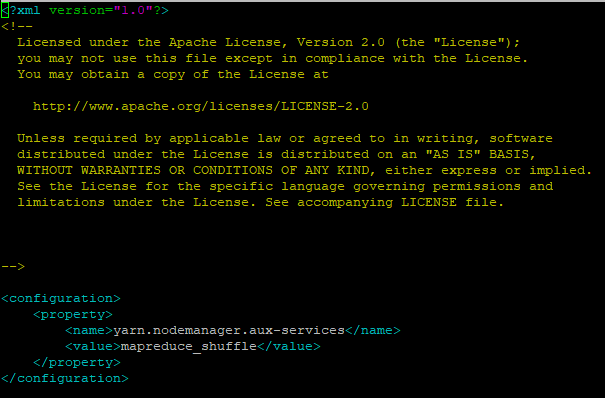 <?xml version="1.0"?>
<!--
  Licensed under the Apache License, Version 2.0 (the "License");
  you may not use this file except in compliance with the License.
  You may obtain a copy of the License at

    http://www.apache.org/licenses/LICENSE-2.0

  Unless required by applicable law or agreed to in writing, software
  distributed under the License is distributed on an "AS IS" BASIS,
  WITHOUT WARRANTIES OR CONDITIONS OF ANY KIND, either express or implied.
  See the License for the specific language governing permissions and
  limitations under the License. See accompanying LICENSE file.

-->

<configuration>
    <property>
        <name>yarn.nodemanager.aux-services</name>
        <value>mapreduce_shuffle</value>
    </property>
</configuration>